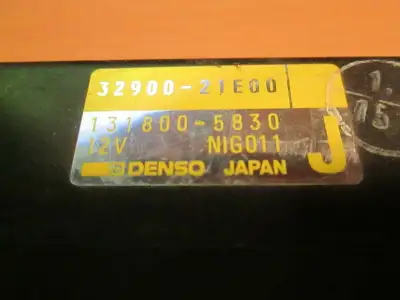 32900-21E00
131800-5830
12V NIG011
J
DENSO JAPAN
1.
15